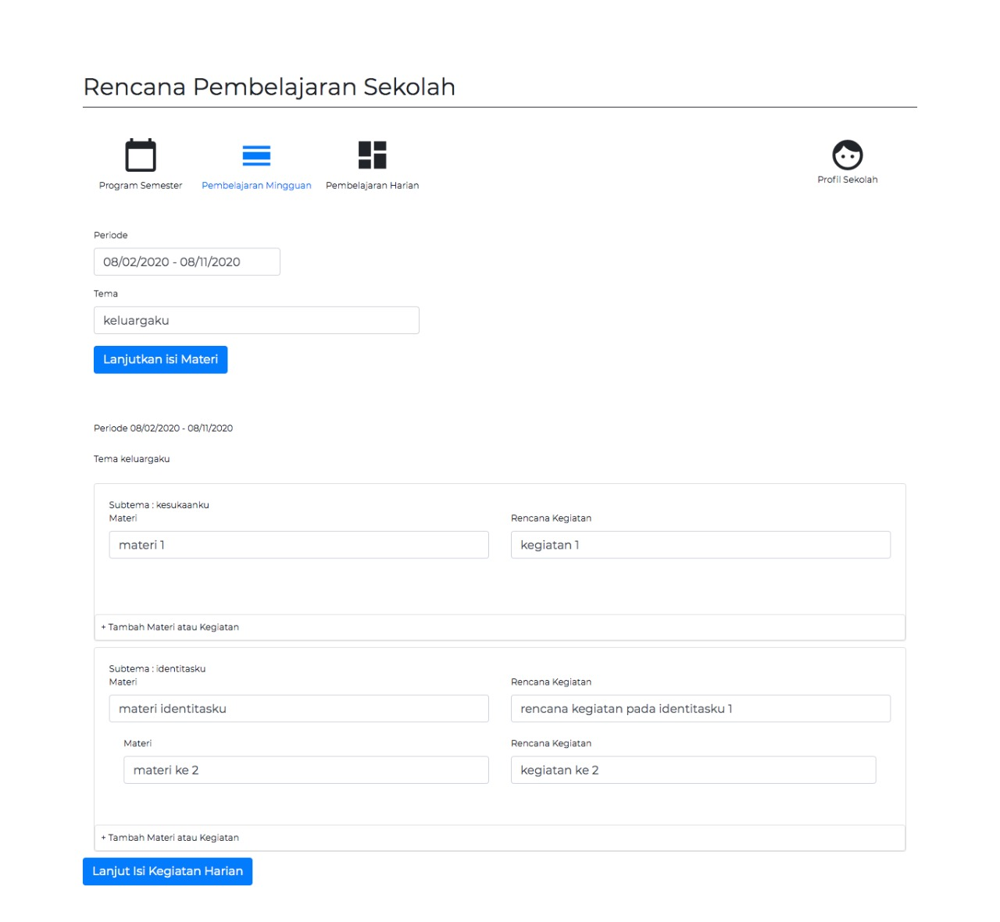 Rencana Pembelajaran Sekolah
Program Semester
Pembelajaran Mingguan
Pembelajaran Harian
Profil Sekolah
Periode
08/02/2020 - 08/11/2020
Tema
keluargaku
Lanjutkan isi Materi
Periode 08/02/2020 - 08/11/2020
Tema keluargaku
Subtema : kesukaanku
Materi
Rencana Kegiatan
materi 1
kegiatan 1
+ Tambah Materi atau Kegiatan
Subtema : identitasku
Materi
Rencana Kegiatan
materi identitasku
rencana kegiatan pada identitasku 1
Materi
Rencana Kegiatan
materi ke 2
kegiatan ke 2
+ Tambah Materi atau Kegiatan
Lanjut Isi Kegiatan Harian